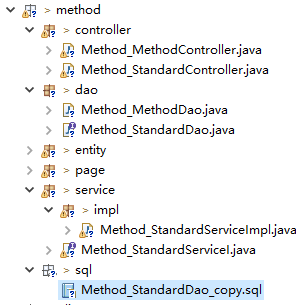 > method
> controller
Method_MethodController.java
Method_StandardController.java
> dao
Method_MethodDao.java
Method_StandardDao.java
> entity
> page
> service
> impl
Method_StandardServiceImpl.java
Method_StandardServiceI.java
> sql
Method_StandardDao_copy.sql